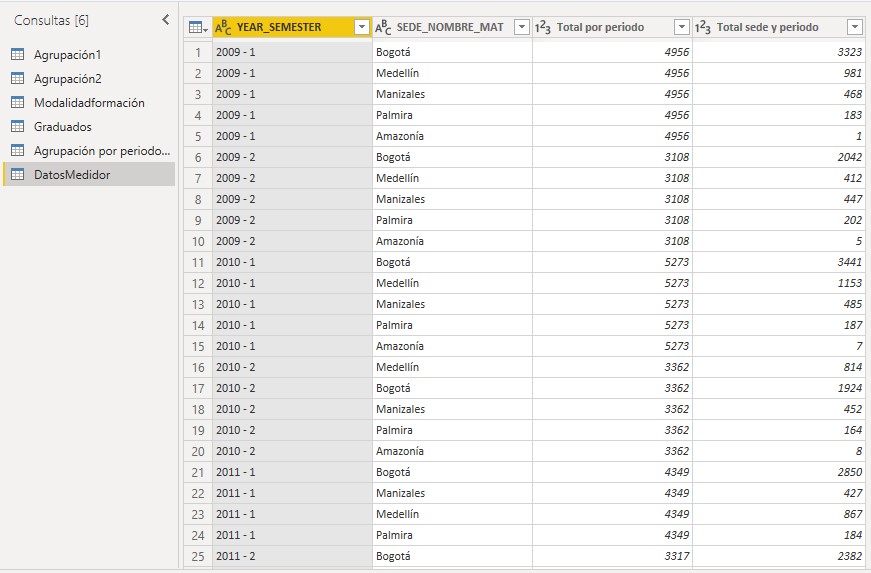 Consultas [6]
Agrupación1
Agrupación2
Modalidadformación
Graduados
Agrupación por periodo...
DatosMedidor
ABC YEAR_SEMESTER ABC SEDE_NOMBRE_MAT 123 Total por periodo 123 Total sede y periodo
1 2009 - 1 Bogotá 4956 3323
2 2009 - 1 Medellín 4956 981
3 2009 - 1 Manizales 4956 468
4 2009 - 1 Palmira 4956 183
5 2009 - 1 Amazonía 4956 1
6 2009 - 2 Bogotá 3108 2042
7 2009 - 2 Medellín 3108 412
8 2009 - 2 Manizales 3108 447
9 2009 - 2 Palmira 3108 202
10 2009 - 2 Amazonía 3108 5
11 2010 - 1 Bogotá 5273 3441
12 2010 - 1 Medellín 5273 1153
13 2010 - 1 Manizales 5273 485
14 2010 - 1 Palmira 5273 187
15 2010 - 1 Amazonía 5273 7
16 2010 - 2 Medellín 3362 814
17 2010 - 2 Bogotá 3362 1924
18 2010 - 2 Manizales 3362 452
19 2010 - 2 Palmira 3362 164
20 2010 - 2 Amazonía 3362 8
21 2011 - 1 Bogotá 4349 2850
22 2011 - 1 Manizales 4349 427
23 2011 - 1 Medellín 4349 867
24 2011 - 1 Palmira 4349 184
25 2011 - 2 Bogotá 3317 2382